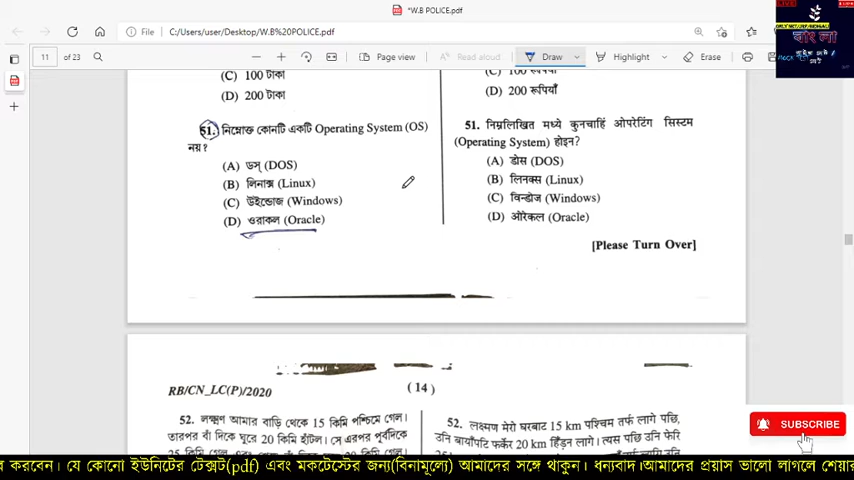 *W.B POLICE.pdf
File | C:/Users/user/Desktop/W.B%20POLICE.pdf
11 of 23 Page view Read aloud Draw Highlight Erase
LIVE
বাংলা
(C) 100 টাকা
(D) 200 টাকা
(C) 100 रूपियाँ
(D) 200 रूपियाँ
51. নিম্নোক্ত কোনটি একটি Operating System (OS)
নয়?
(A) ডস্ (DOS)
(B) লিনাক্স (Linux)
(C) উইন্ডোজ (Windows)
(D) ওরাকল (Oracle)
51. निम्नलिखित मध्ये कुनचाहिं ओपरेटिंग सिस्टम
(Operating System) होइन?
(A) डोस (DOS)
(B) लिनक्स (Linux)
(C) विन्डोज (Windows)
(D) ओरेकल (Oracle)
[Please Turn Over]
RB/CN_LC(P)/2020
(14)
52. লক্ষ্মণ আমার বাড়ি থেকে 15 কিমি পশ্চিমে গেল।
তারপর বাঁ দিকে ঘুরে 20 কিমি হাঁটল। সে এরপর পূর্বদিকে
52. लक्ष्मण मेरो घरबाट 15 km पश्चिम तर्फ लागे पछि,
उनि बायाँपटि फर्केर 20 km हिँड्न लागे। त्यस पछि उनि फेरि
SUBSCRIBE
র করবেন। যে কোনো ইউনিটের টেক্সট(pdf) এবং মকটেস্টের জন্য(বিনামূল্যে) আমাদের সঙ্গে থাকুন। ধন্যবাদ।আমাদের প্রয়াস ভালো লাগলে শেয়ার